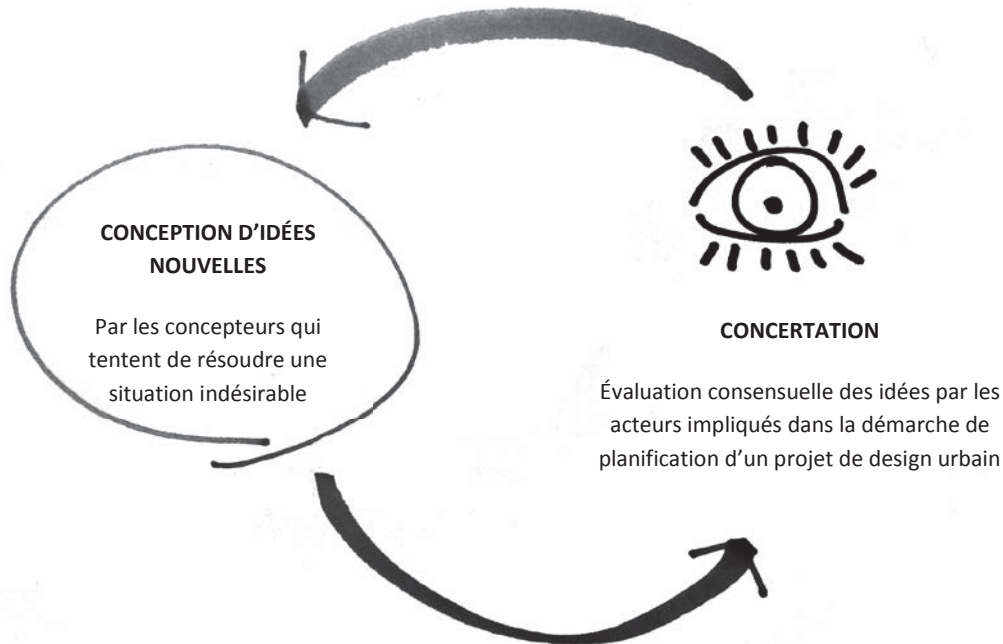 CONCEPTION D’IDÉES
NOUVELLES
Par les concepteurs qui
tentent de résoudre une
situation indésirable
CONCERTATION
Évaluation consensuelle des idées par les
acteurs impliqués dans la démarche de
planification d’un projet de design urbain